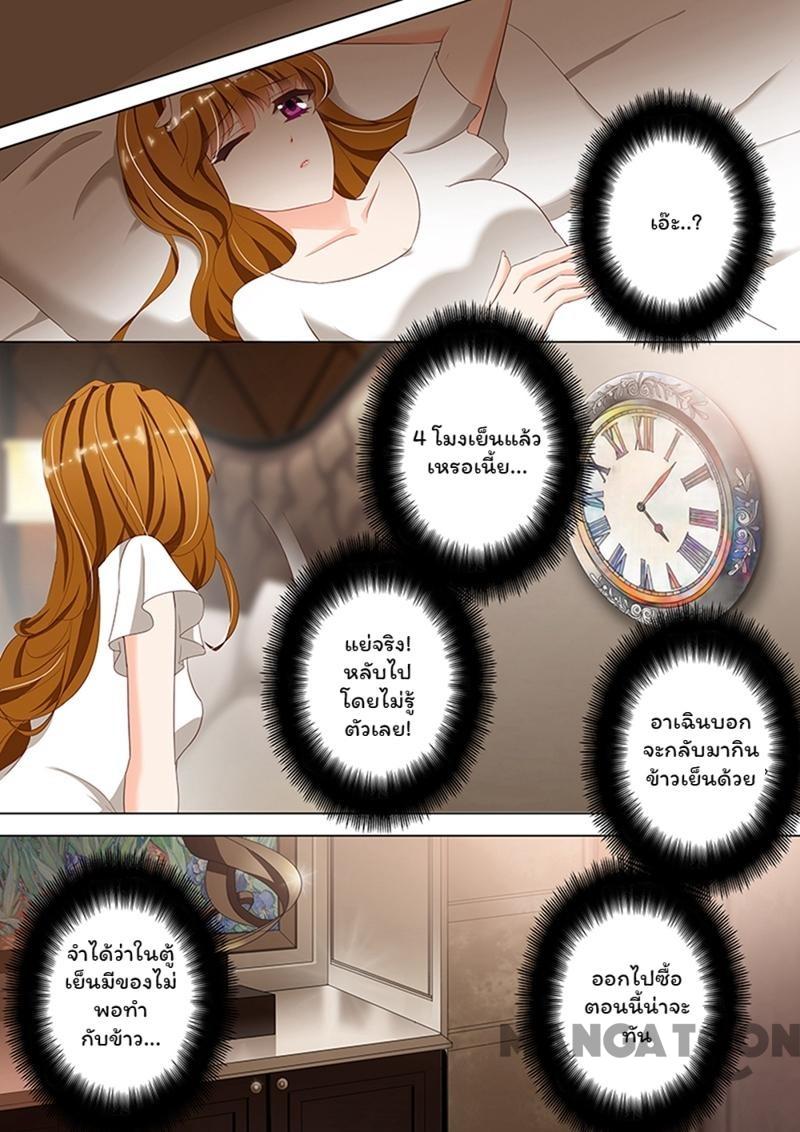 เอ๊ะ..?
4 โมงเย็นแล้ว
เหรอเนี้ย...
แย่จริง!
หลับไป
โดยไม่รู้
ตัวเลย!
อาเฉินบอก
จะกลับมากิน
ข้าวเย็นด้วย
จำได้ว่าในตู้
เย็นมีของไม่
พอทำ
กับข้าว...
ออกไปซื้อ
ตอนนี้น่าจะ
ทัน
MANGATOON